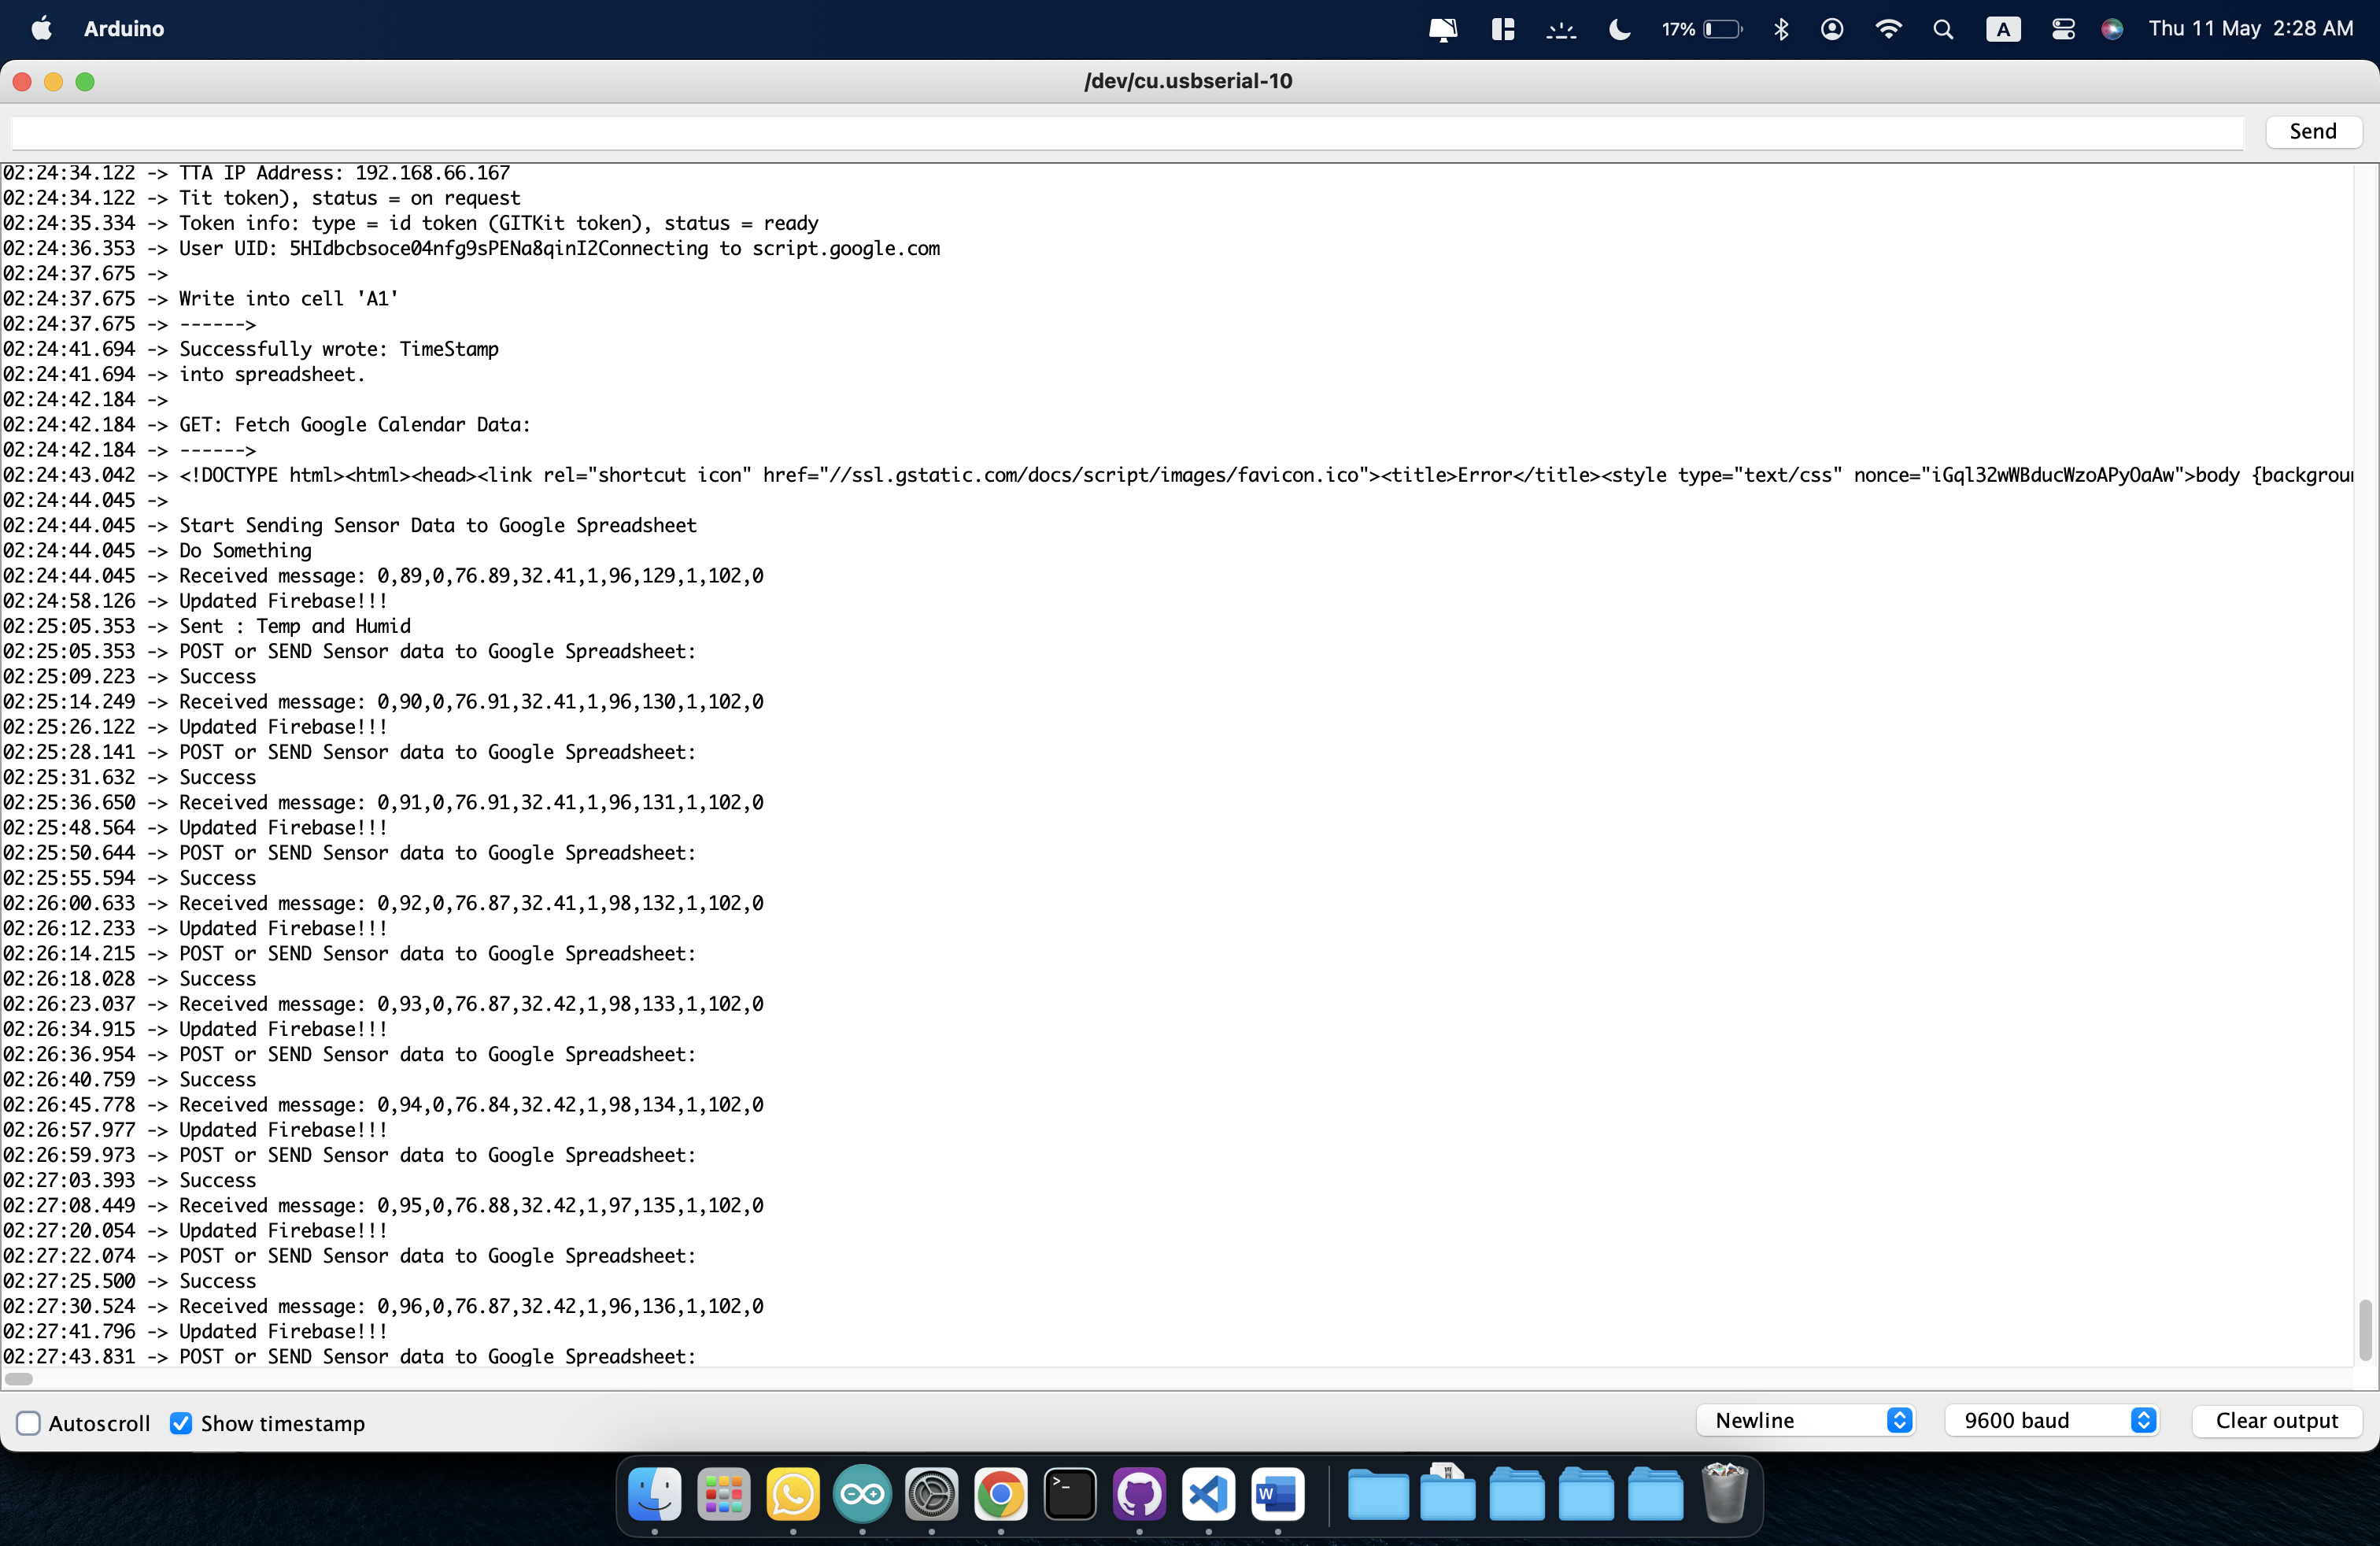 Arduino 17% A Thu 11 May 2:28 AM
/dev/cu.usbserial-10
Send
02:24:34.122 -> TTA IP Address: 192.168.66.167
02:24:34.122 -> Tit token), status = on request
02:24:35.334 -> Token info: type = id token (GITKit token), status = ready
02:24:36.353 -> User UID: 5HIdbcbsoce04nfg9sPENa8qinI2Connecting to script.google.com
02:24:37.675 ->
02:24:37.675 -> Write into cell 'A1'
02:24:37.675 -> ------>
02:24:41.694 -> Successfully wrote: TimeStamp
02:24:41.694 -> into spreadsheet.
02:24:42.184 ->
02:24:42.184 -> GET: Fetch Google Calendar Data:
02:24:42.184 -> ------>
02:24:43.042 -> <!DOCTYPE html><html><head><link rel="shortcut icon" href="//ssl.gstatic.com/docs/script/images/favicon.ico"><title>Error</title><style type="text/css" nonce="iGql32wWBducWzoAPyOaAw">body {backgrou
02:24:44.045 ->
02:24:44.045 -> Start Sending Sensor Data to Google Spreadsheet
02:24:44.045 -> Do Something
02:24:44.045 -> Received message: 0,89,0,76.89,32.41,1,96,129,1,102,0
02:24:58.126 -> Updated Firebase!!!
02:25:05.353 -> Sent : Temp and Humid
02:25:05.353 -> POST or SEND Sensor data to Google Spreadsheet:
02:25:09.223 -> Success
02:25:14.249 -> Received message: 0,90,0,76.91,32.41,1,96,130,1,102,0
02:25:26.122 -> Updated Firebase!!!
02:25:28.141 -> POST or SEND Sensor data to Google Spreadsheet:
02:25:31.632 -> Success
02:25:36.650 -> Received message: 0,91,0,76.91,32.41,1,96,131,1,102,0
02:25:48.564 -> Updated Firebase!!!
02:25:50.644 -> POST or SEND Sensor data to Google Spreadsheet:
02:25:55.594 -> Success
02:26:00.633 -> Received message: 0,92,0,76.87,32.41,1,98,132,1,102,0
02:26:12.233 -> Updated Firebase!!!
02:26:14.215 -> POST or SEND Sensor data to Google Spreadsheet:
02:26:18.028 -> Success
02:26:23.037 -> Received message: 0,93,0,76.87,32.42,1,98,133,1,102,0
02:26:34.915 -> Updated Firebase!!!
02:26:36.954 -> POST or SEND Sensor data to Google Spreadsheet:
02:26:40.759 -> Success
02:26:45.778 -> Received message: 0,94,0,76.84,32.42,1,98,134,1,102,0
02:26:57.977 -> Updated Firebase!!!
02:26:59.973 -> POST or SEND Sensor data to Google Spreadsheet:
02:27:03.393 -> Success
02:27:08.449 -> Received message: 0,95,0,76.88,32.42,1,97,135,1,102,0
02:27:20.054 -> Updated Firebase!!!
02:27:22.074 -> POST or SEND Sensor data to Google Spreadsheet:
02:27:25.500 -> Success
02:27:30.524 -> Received message: 0,96,0,76.87,32.42,1,96,136,1,102,0
02:27:41.796 -> Updated Firebase!!!
02:27:43.831 -> POST or SEND Sensor data to Google Spreadsheet:
Autoscroll Show timestamp Newline 9600 baud Clear output
>_ W